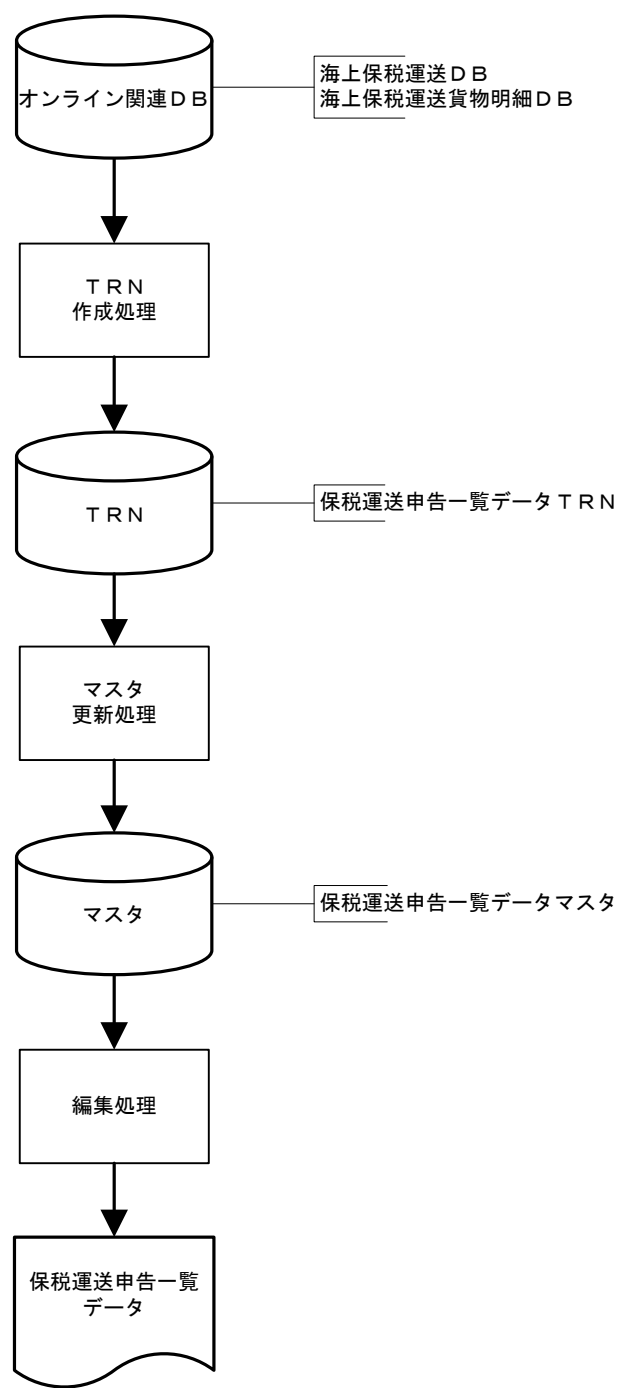 オンライン関連ＤＢ
海上保税運送ＤＢ
海上保税運送貨物明細ＤＢ
ＴＲＮ
作成処理
ＴＲＮ
保税運送申告一覧データＴＲＮ
マスタ
更新処理
マスタ
保税運送申告一覧データマスタ
編集処理
保税運送申告一覧
データ